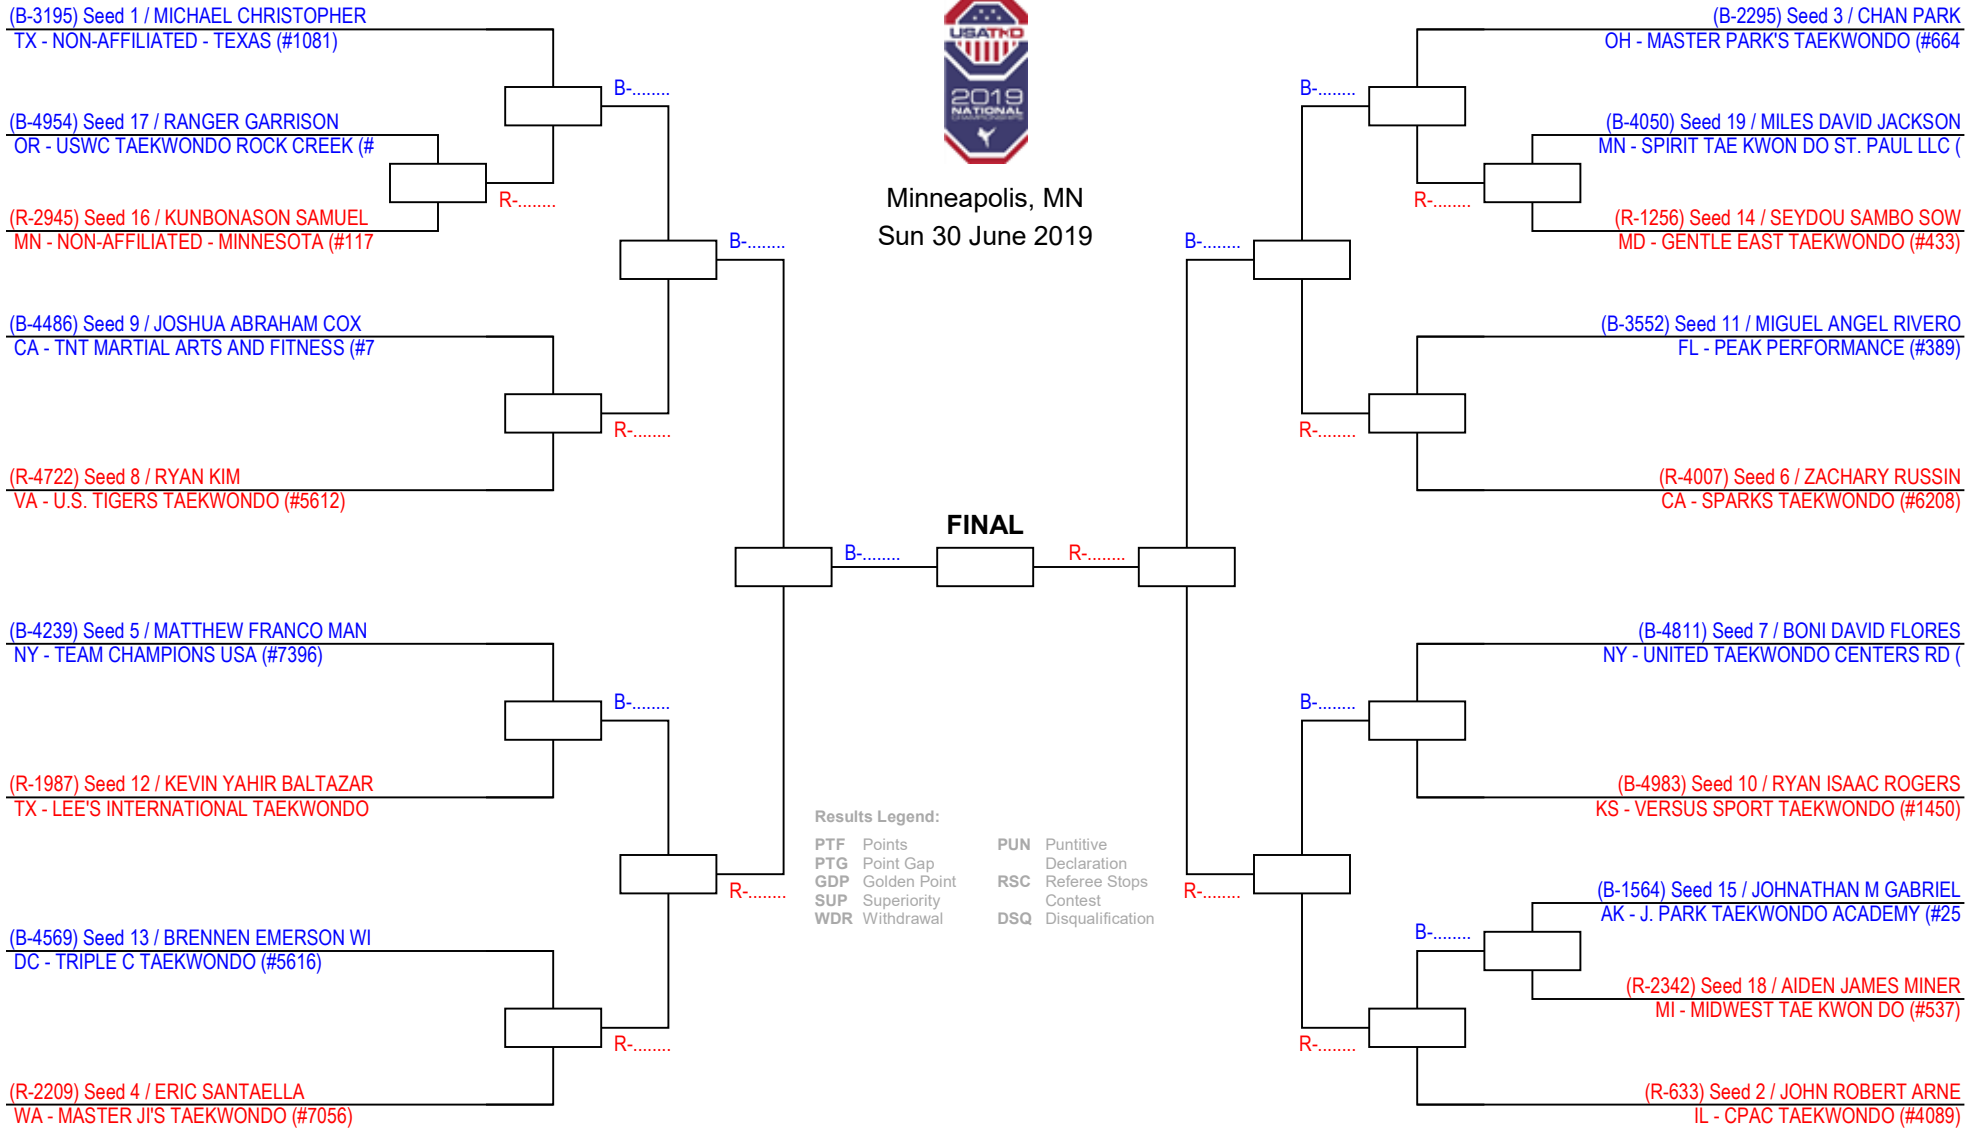 (B-3195) Seed 1 / MICHAEL CHRISTOPHER
TX - NON-AFFILIATED - TEXAS (#1081)
B-........
(B-4954) Seed 17 / RANGER GARRISON
OR - USWC TAEKWONDO ROCK CREEK (#
R-........
(R-2945) Seed 16 / KUNBONASON SAMUEL
MN - NON-AFFILIATED - MINNESOTA (#117
B-........
(B-4486) Seed 9 / JOSHUA ABRAHAM COX
CA - TNT MARTIAL ARTS AND FITNESS (#7
R-........
(R-4722) Seed 8 / RYAN KIM
VA - U.S. TIGERS TAEKWONDO (#5612)
B-........
(B-4239) Seed 5 / MATTHEW FRANCO MAN
NY - TEAM CHAMPIONS USA (#7396)
B-........
(R-1987) Seed 12 / KEVIN YAHIR BALTAZAR
TX - LEE'S INTERNATIONAL TAEKWONDO
R-........
(B-4569) Seed 13 / BRENNEN EMERSON WI
DC - TRIPLE C TAEKWONDO (#5616)
R-........
(R-2209) Seed 4 / ERIC SANTAELLA
WA - MASTER JI'S TAEKWONDO (#7056)
USATKD
2019
NATIONAL
CHAMPIONSHIPS
Minneapolis, MN
Sun 30 June 2019
FINAL
Results Legend:
PTF Points
PTG Point Gap
GDP Golden Point
SUP Superiority
WDR Withdrawal
PUN Puntitive
Declaration
RSC Referee Stops
Contest
DSQ Disqualification
(B-2295) Seed 3 / CHAN PARK
OH - MASTER PARK'S TAEKWONDO (#664
B-........
(B-4050) Seed 19 / MILES DAVID JACKSON
MN - SPIRIT TAE KWON DO ST. PAUL LLC (
R-........
(R-1256) Seed 14 / SEYDOU SAMBO SOW
MD - GENTLE EAST TAEKWONDO (#433)
B-........
(B-3552) Seed 11 / MIGUEL ANGEL RIVERO
FL - PEAK PERFORMANCE (#389)
R-........
(R-4007) Seed 6 / ZACHARY RUSSIN
CA - SPARKS TAEKWONDO (#6208)
R-........
(B-4811) Seed 7 / BONI DAVID FLORES
NY - UNITED TAEKWONDO CENTERS RD (
B-........
(B-4983) Seed 10 / RYAN ISAAC ROGERS
KS - VERSUS SPORT TAEKWONDO (#1450)
R-........
(B-1564) Seed 15 / JOHNATHAN M GABRIEL
AK - J. PARK TAEKWONDO ACADEMY (#25
B-........
(R-2342) Seed 18 / AIDEN JAMES MINER
MI - MIDWEST TAE KWON DO (#537)
R-........
(R-633) Seed 2 / JOHN ROBERT ARNE
IL - CPAC TAEKWONDO (#4089)